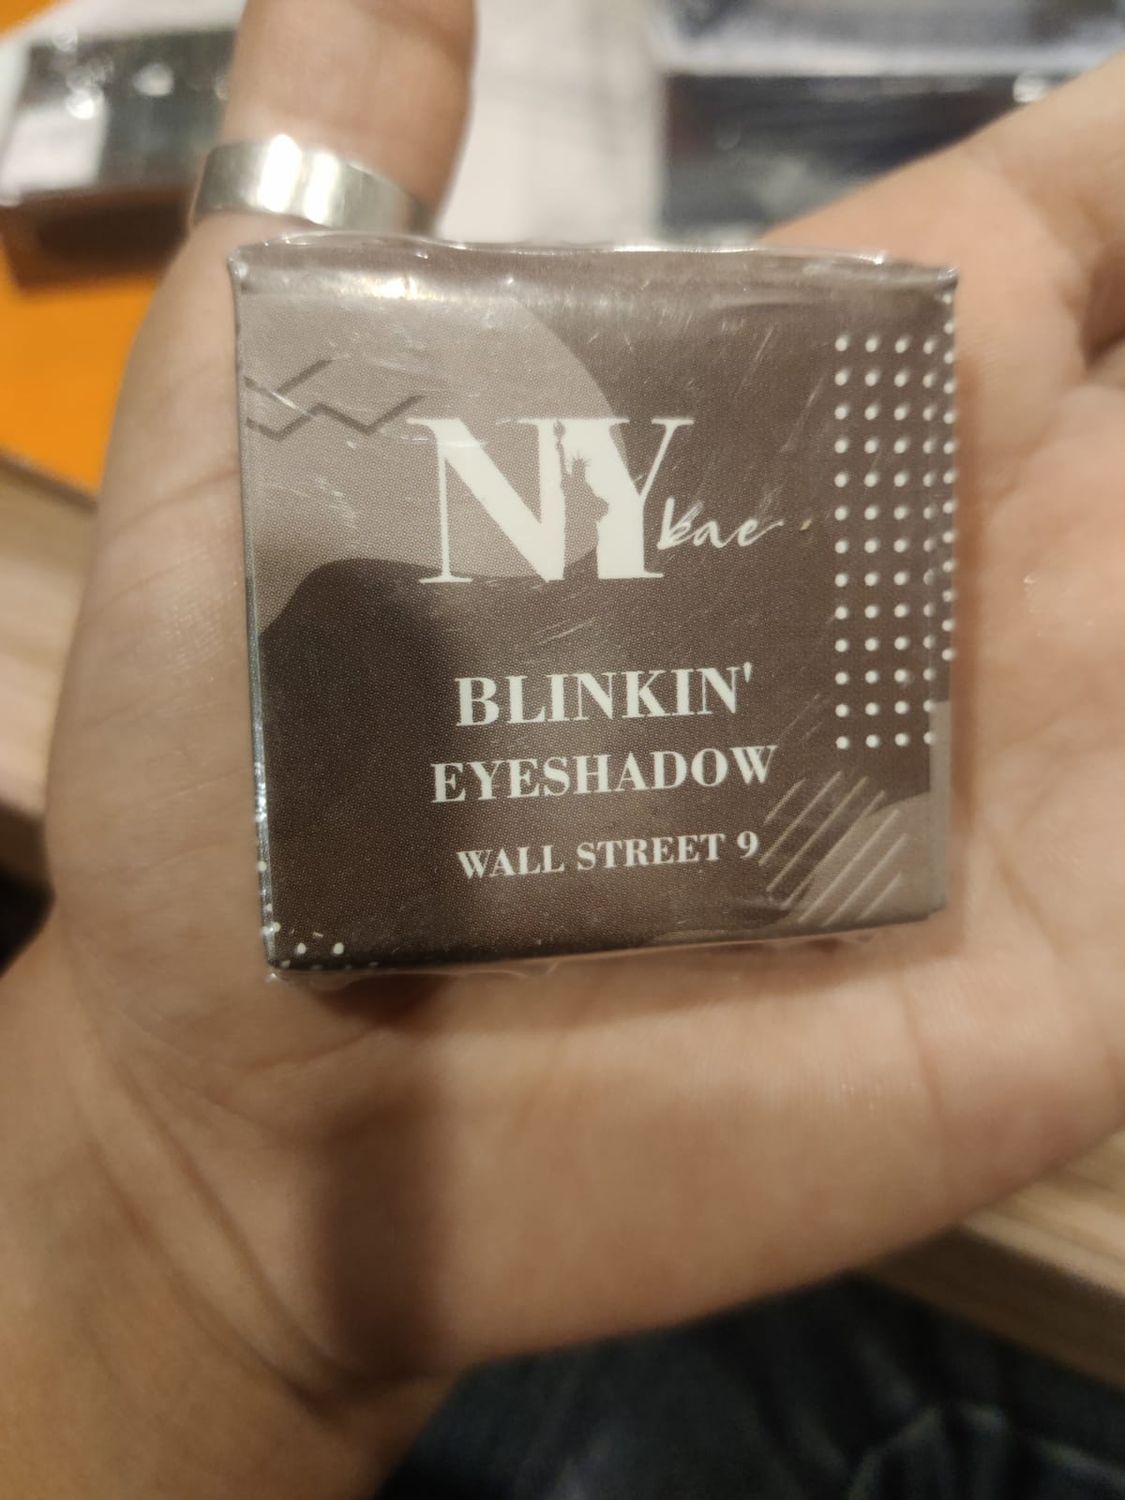 NY bae
BLINKIN'
EYESHADOW
WALL STREET 9